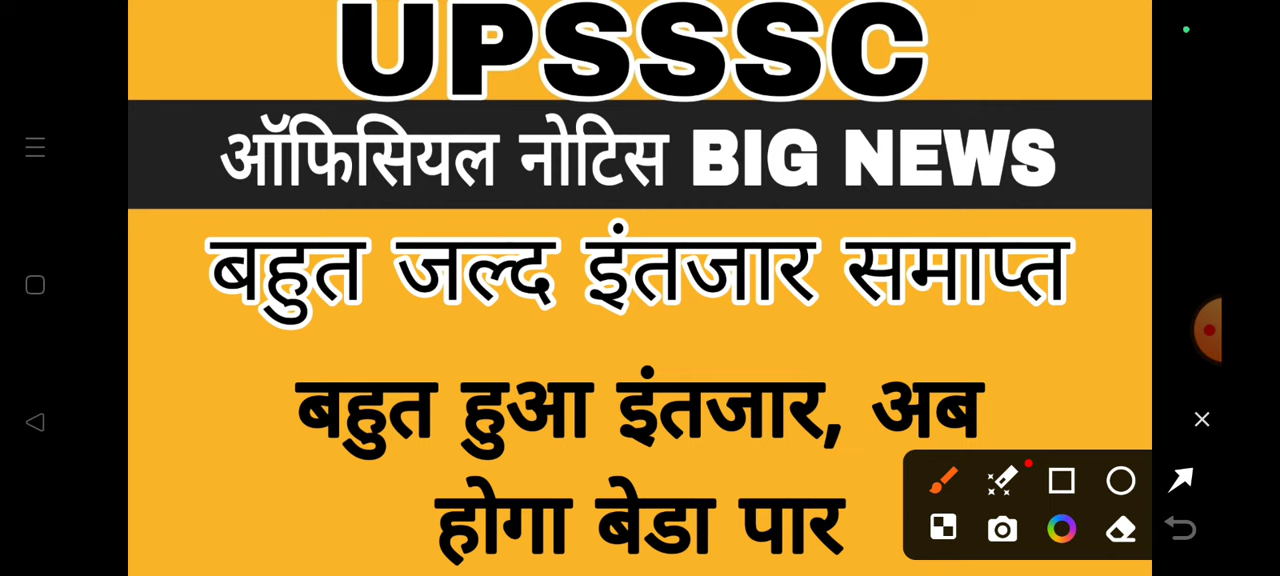 UPSSSC
ऑफिसियल नोटिस BIG NEWS
बहुत जल्द इंतजार समाप्त
बहुत हुआ इंतजार, अब
होगा बेडा पार